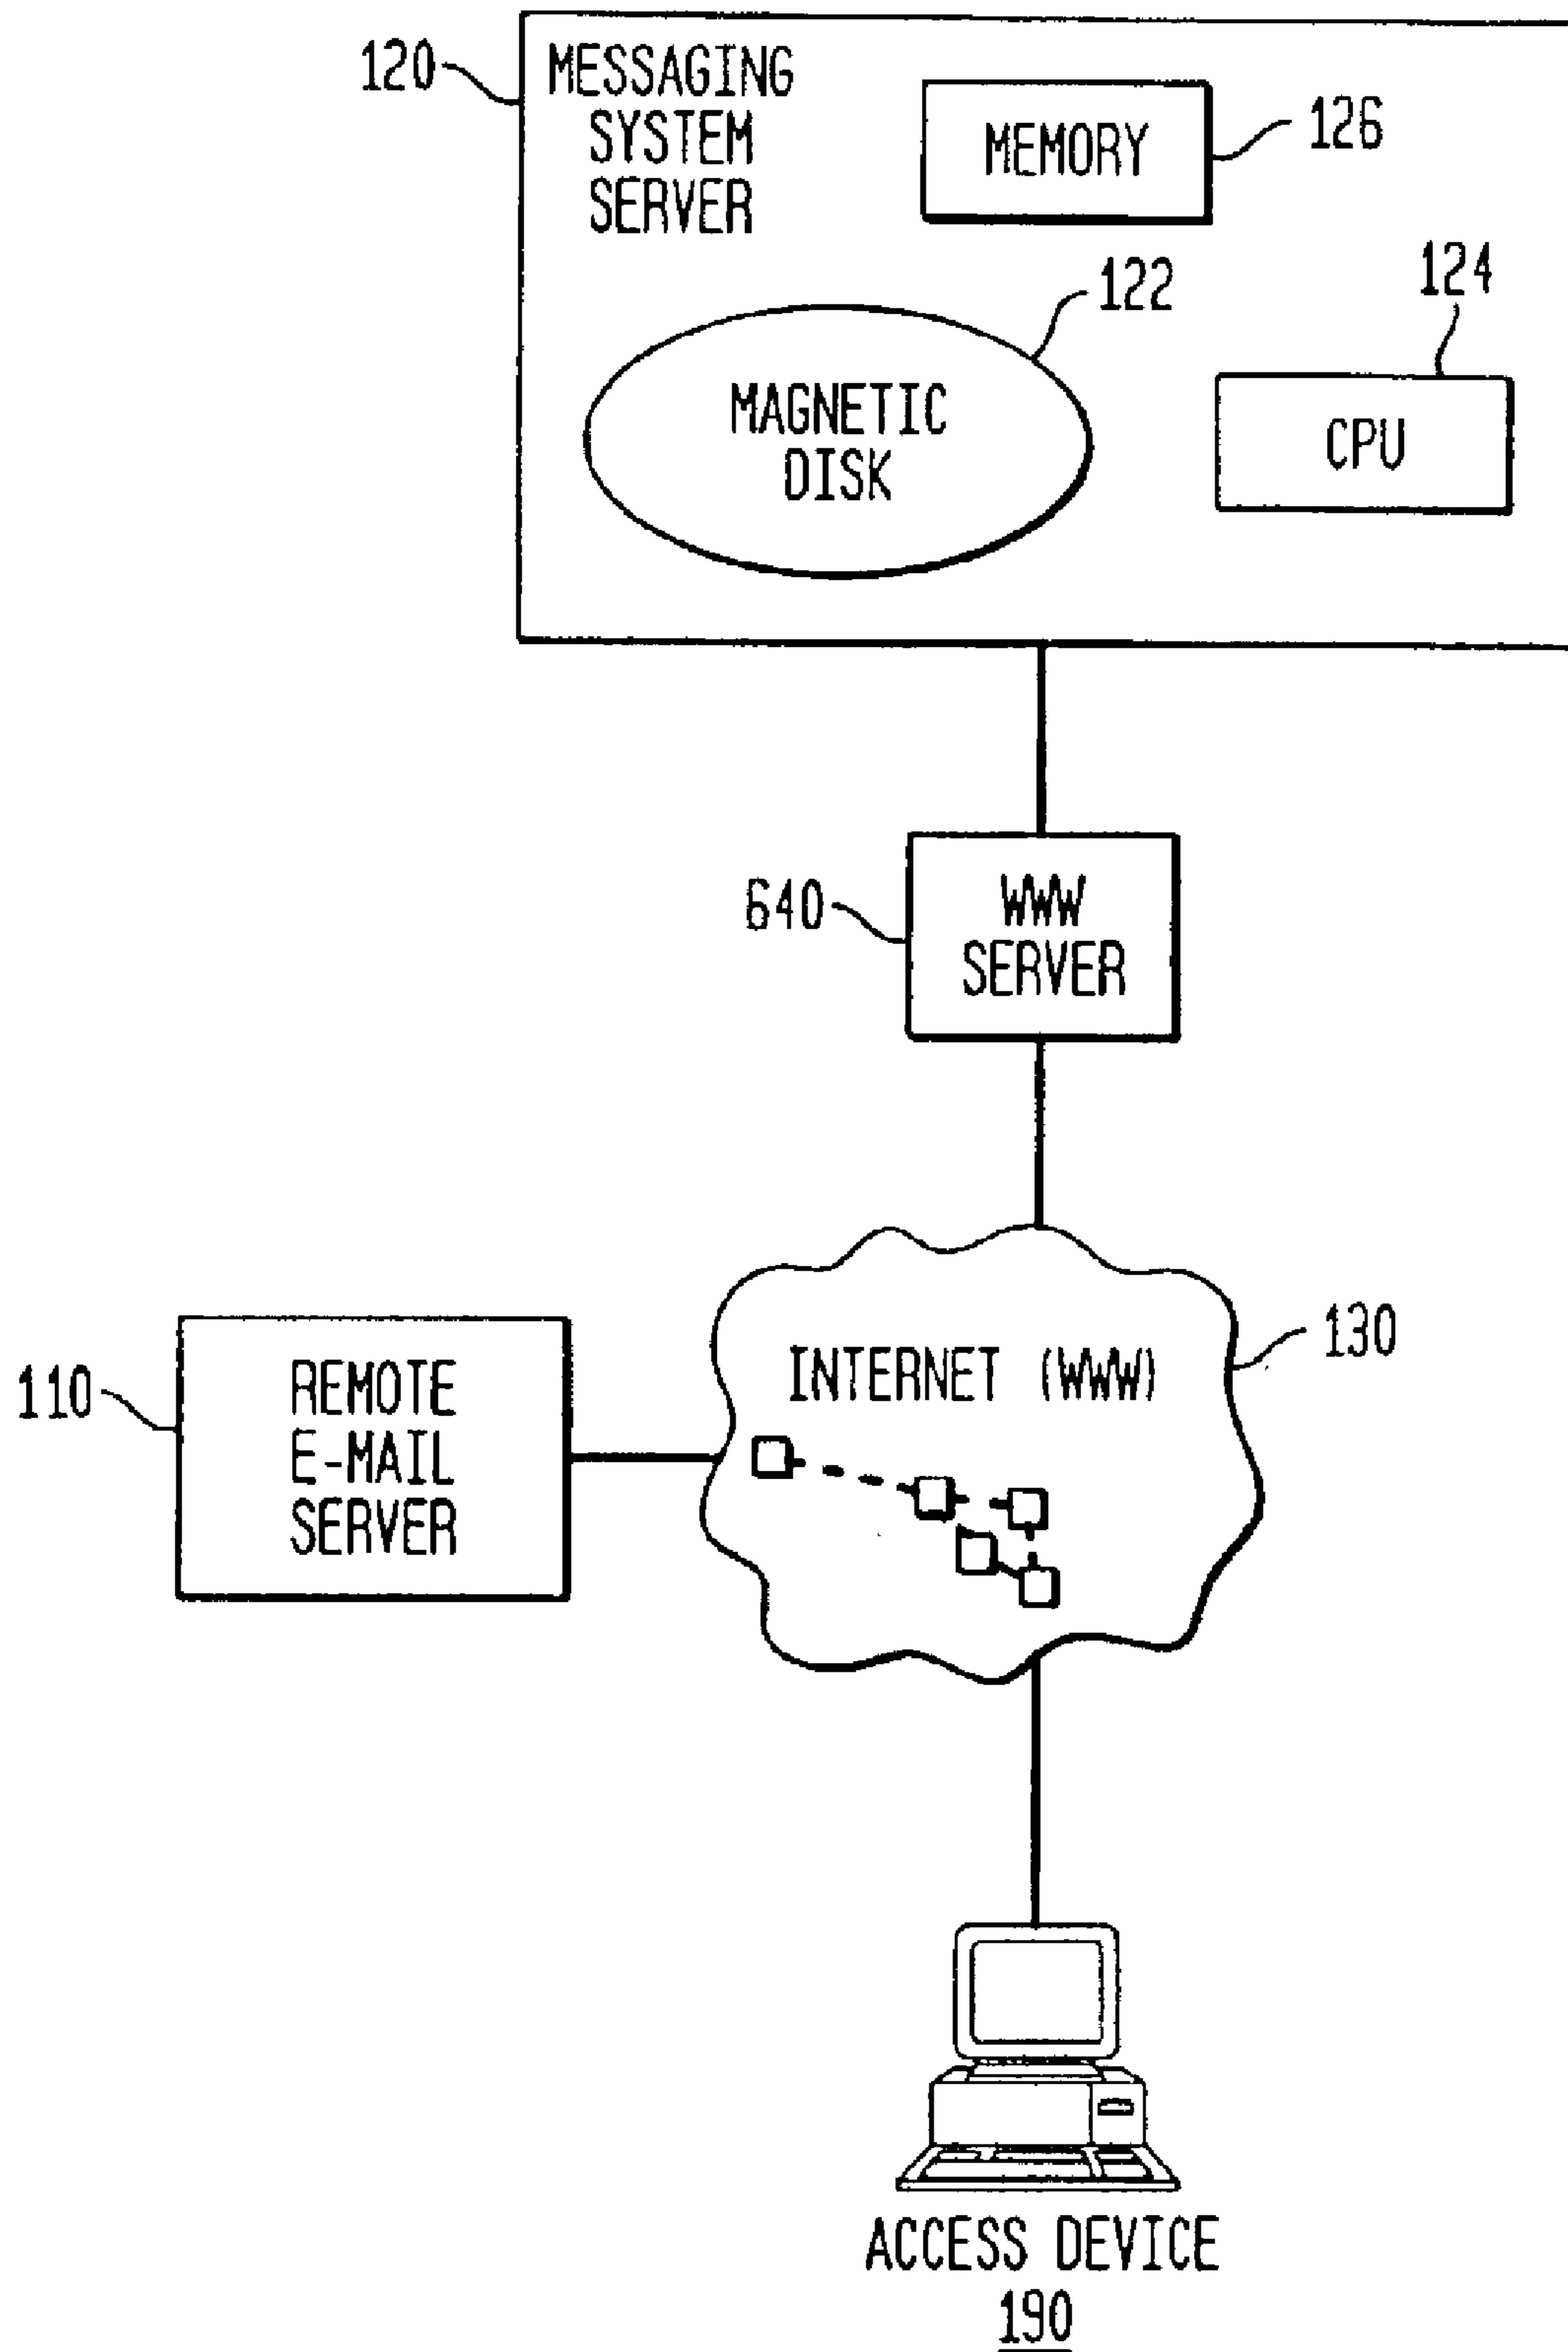 120
MESSAGING
SYSTEM
SERVER
MEMORY
126
122
124
MAGNETIC
DISK
CPU
640
WWW
SERVER
130
INTERNET (WWW)
110
REMOTE
E-MAIL
SERVER
ACCESS DEVICE
190